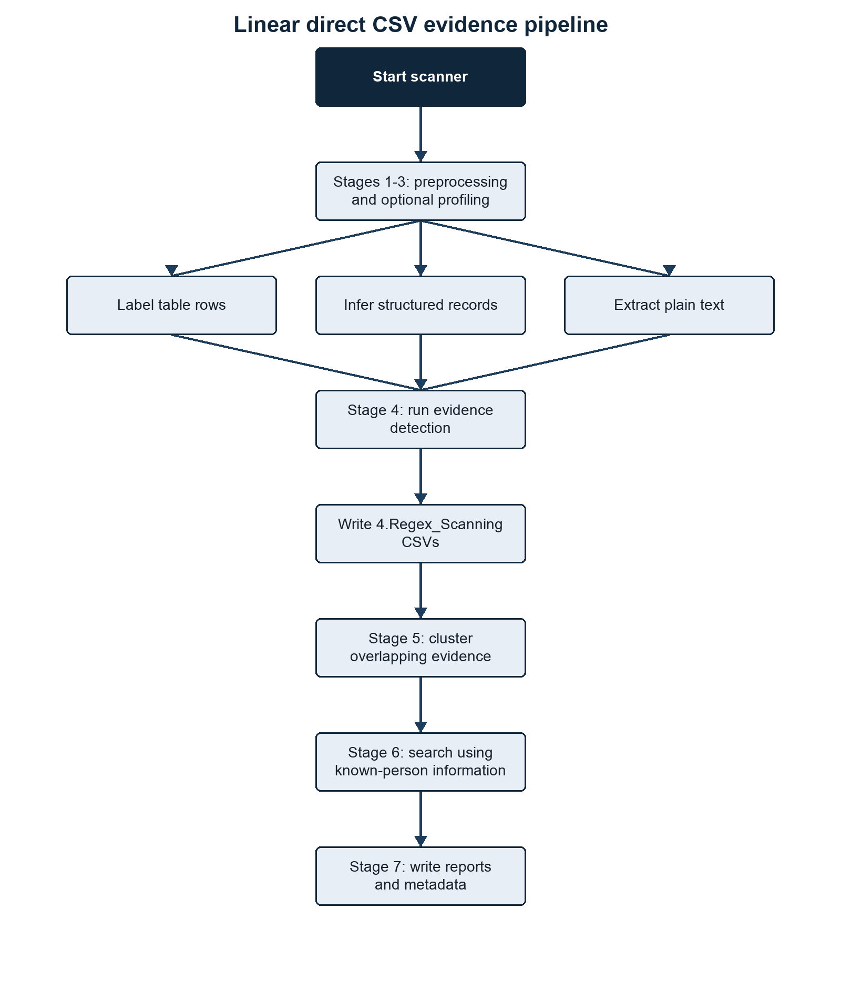 Linear direct CSV evidence pipeline
Start scanner
Stages 1-3: preprocessing
and optional profiling
Label table rows
Infer structured records
Extract plain text
Stage 4: run evidence
detection
Write 4.Regex_Scanning
CSVs
Stage 5: cluster
overlapping evidence
Stage 6: search using
known-person information
Stage 7: write reports
and metadata